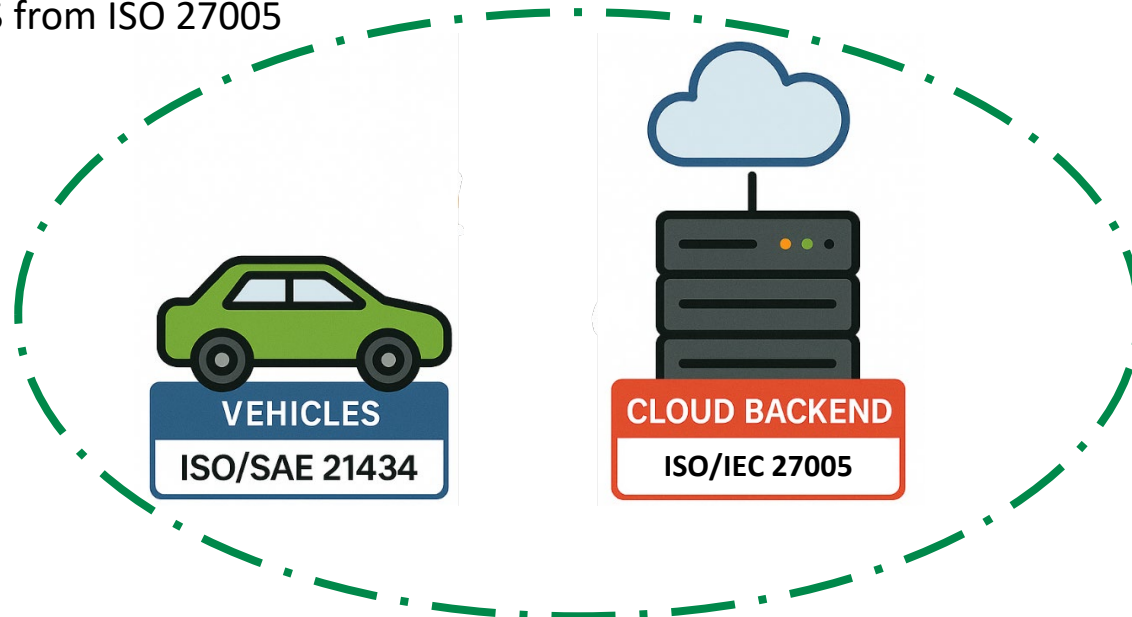 from ISO 27005
VEHICLES
ISO/SAE 21434
CLOUD BACKEND
ISO/IEC 27005